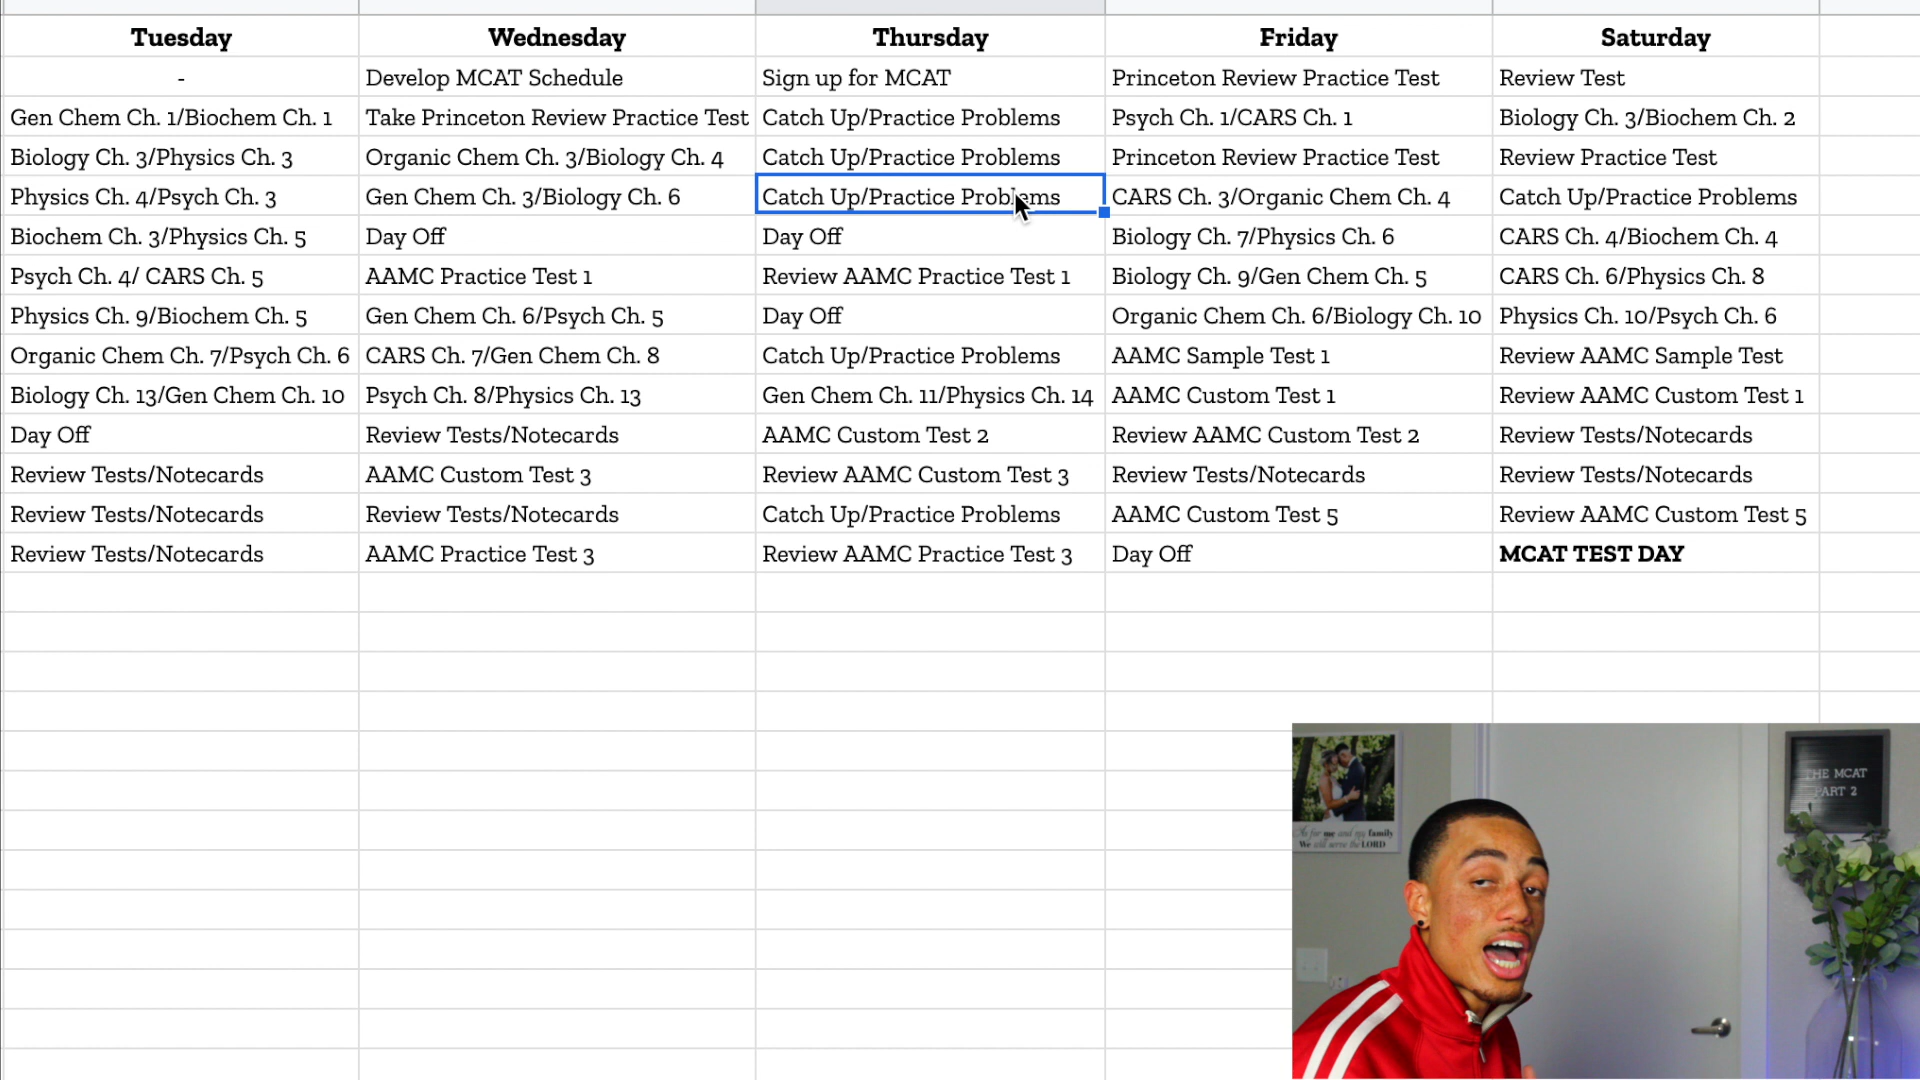 Tuesday Wednesday Thursday Friday Saturday
- Develop MCAT Schedule Sign up for MCAT Princeton Review Practice Test Review Test
Gen Chem Ch. 1/Biochem Ch. 1 Take Princeton Review Practice Test Catch Up/Practice Problems Psych Ch. 1/CARS Ch. 1 Biology Ch. 3/Biochem Ch. 2
Biology Ch. 3/Physics Ch. 3 Organic Chem Ch. 3/Biology Ch. 4 Catch Up/Practice Problems Princeton Review Practice Test Review Practice Test
Physics Ch. 4/Psych Ch. 3 Gen Chem Ch. 3/Biology Ch. 6 Catch Up/Practice Problems CARS Ch. 3/Organic Chem Ch. 4 Catch Up/Practice Problems
Biochem Ch. 3/Physics Ch. 5 Day Off Day Off Biology Ch. 7/Physics Ch. 6 CARS Ch. 4/Biochem Ch. 4
Psych Ch. 4/ CARS Ch. 5 AAMC Practice Test 1 Review AAMC Practice Test 1 Biology Ch. 9/Gen Chem Ch. 5 CARS Ch. 6/Physics Ch. 8
Physics Ch. 9/Biochem Ch. 5 Gen Chem Ch. 6/Psych Ch. 5 Day Off Organic Chem Ch. 6/Biology Ch. 10 Physics Ch. 10/Psych Ch. 6
Organic Chem Ch. 7/Psych Ch. 6 CARS Ch. 7/Gen Chem Ch. 8 Catch Up/Practice Problems AAMC Sample Test 1 Review AAMC Sample Test
Biology Ch. 13/Gen Chem Ch. 10 Psych Ch. 8/Physics Ch. 13 Gen Chem Ch. 11/Physics Ch. 14 AAMC Custom Test 1 Review AAMC Custom Test 1
Day Off Review Tests/Notecards AAMC Custom Test 2 Review AAMC Custom Test 2 Review Tests/Notecards
Review Tests/Notecards AAMC Custom Test 3 Review AAMC Custom Test 3 Review Tests/Notecards Review Tests/Notecards
Review Tests/Notecards Review Tests/Notecards Catch Up/Practice Problems AAMC Custom Test 5 Review AAMC Custom Test 5
Review Tests/Notecards AAMC Practice Test 3 Review AAMC Practice Test 3 Day Off MCAT TEST DAY
THE MCAT
PART 2
As for me and my family
We will serve the LORD